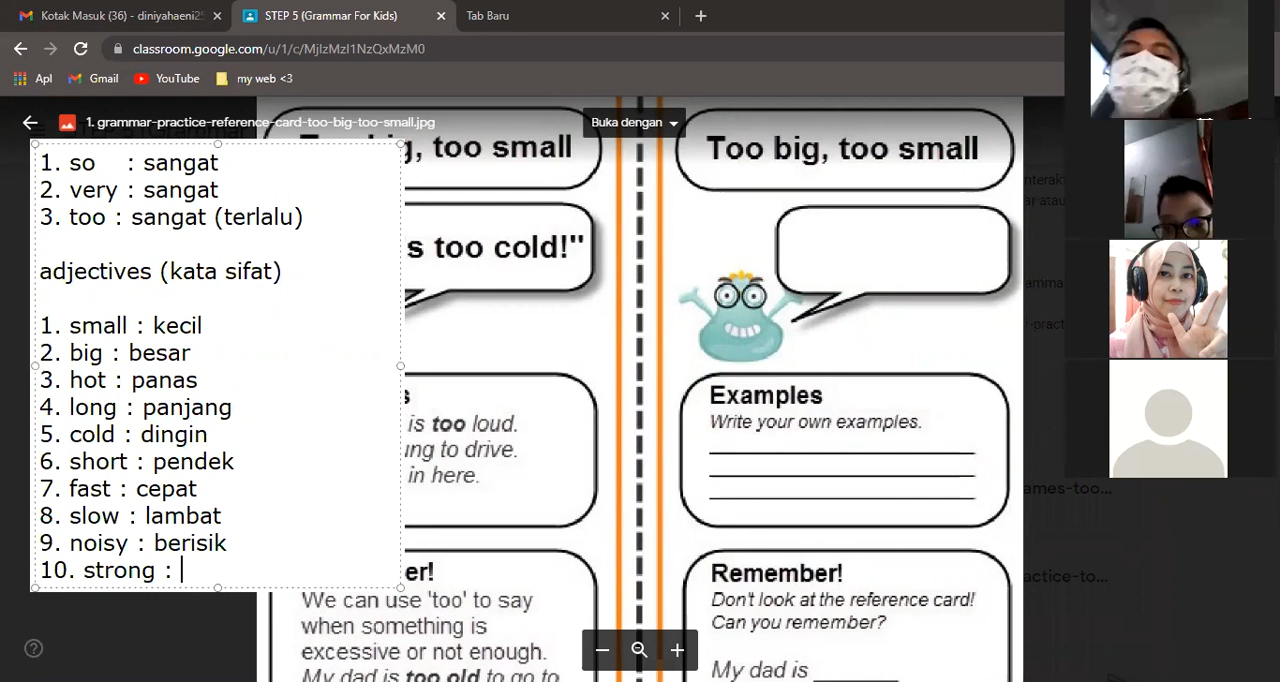 Kotak Masuk (36) - diniyahaeni25
STEP 5 (Grammar For Kids)
Tab Baru
classroom.google.com/u/1/c/MjIzMzI1NzQxMzM0
Apl
Gmail
YouTube
my web <3
1. grammar-practice-reference-card-too-big-too-small.jpg
Buka dengan
1. so : sangat
2. very : sangat
3. too : sangat (terlalu)
adjectives (kata sifat)
1. small : kecil
2. big : besar
3. hot : panas
4. long : panjang
5. cold : dingin
6. short : pendek
7. fast : cepat
8. slow : lambat
9. noisy : berisik
10. strong :
g, too small
s too cold!"
s
is too loud.
ung to drive.
in here.
er!
We can use 'too' to say
when something is
excessive or not enough.
My dad is too old to go to
Too big, too small
Examples
Write your own examples.
Remember!
Don't look at the reference card!
Can you remember?
My dad is